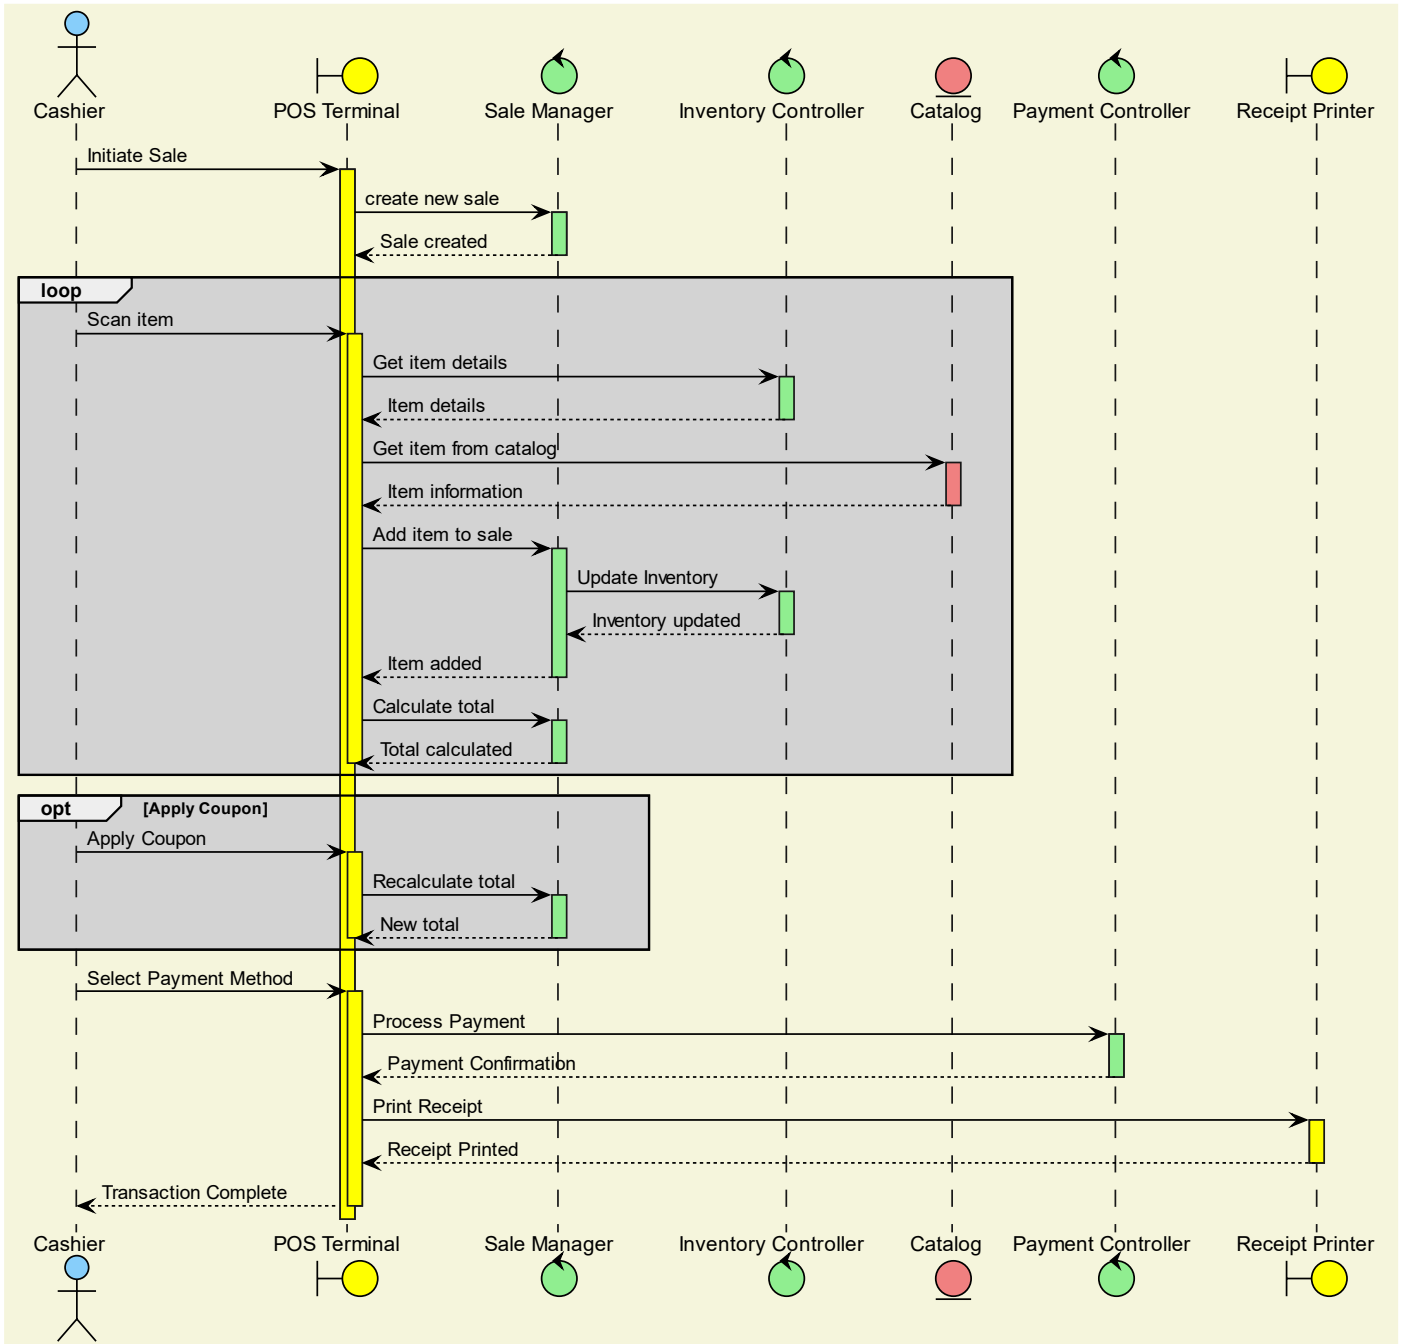 Cashier
POS Terminal
Sale Manager
Inventory Controller
Catalog
Payment Controller
Receipt Printer
Initiate Sale
create new sale
Sale created
loop
Scan item
Get item details
Item details
Get item from catalog
Item information
Add item to sale
Update Inventory
Inventory updated
Item added
Calculate total
Total calculated
opt [Apply Coupon]
Apply Coupon
Recalculate total
New total
Select Payment Method
Process Payment
Payment Confirmation
Print Receipt
Receipt Printed
Transaction Complete
Cashier
POS Terminal
Sale Manager
Inventory Controller
Catalog
Payment Controller
Receipt Printer